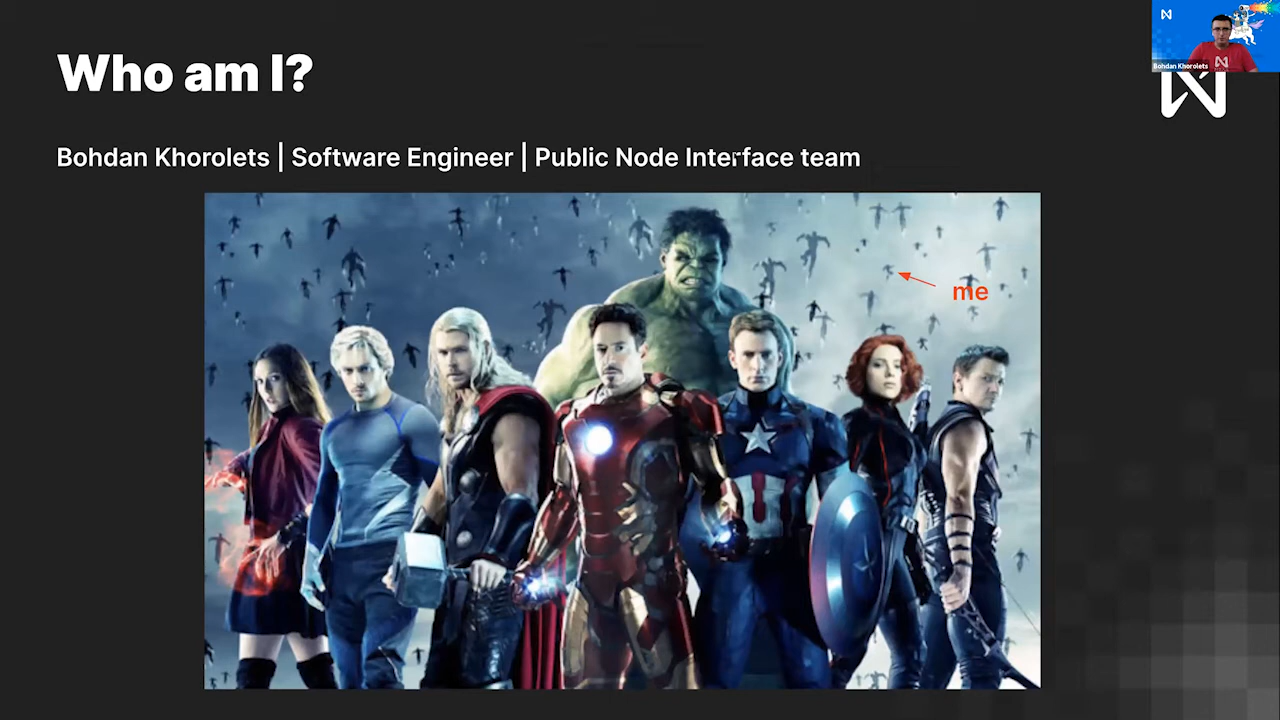 Who am I?
Bohdan Khorolets
Bohdan Khorolets | Software Engineer | Public Node Interface team
me